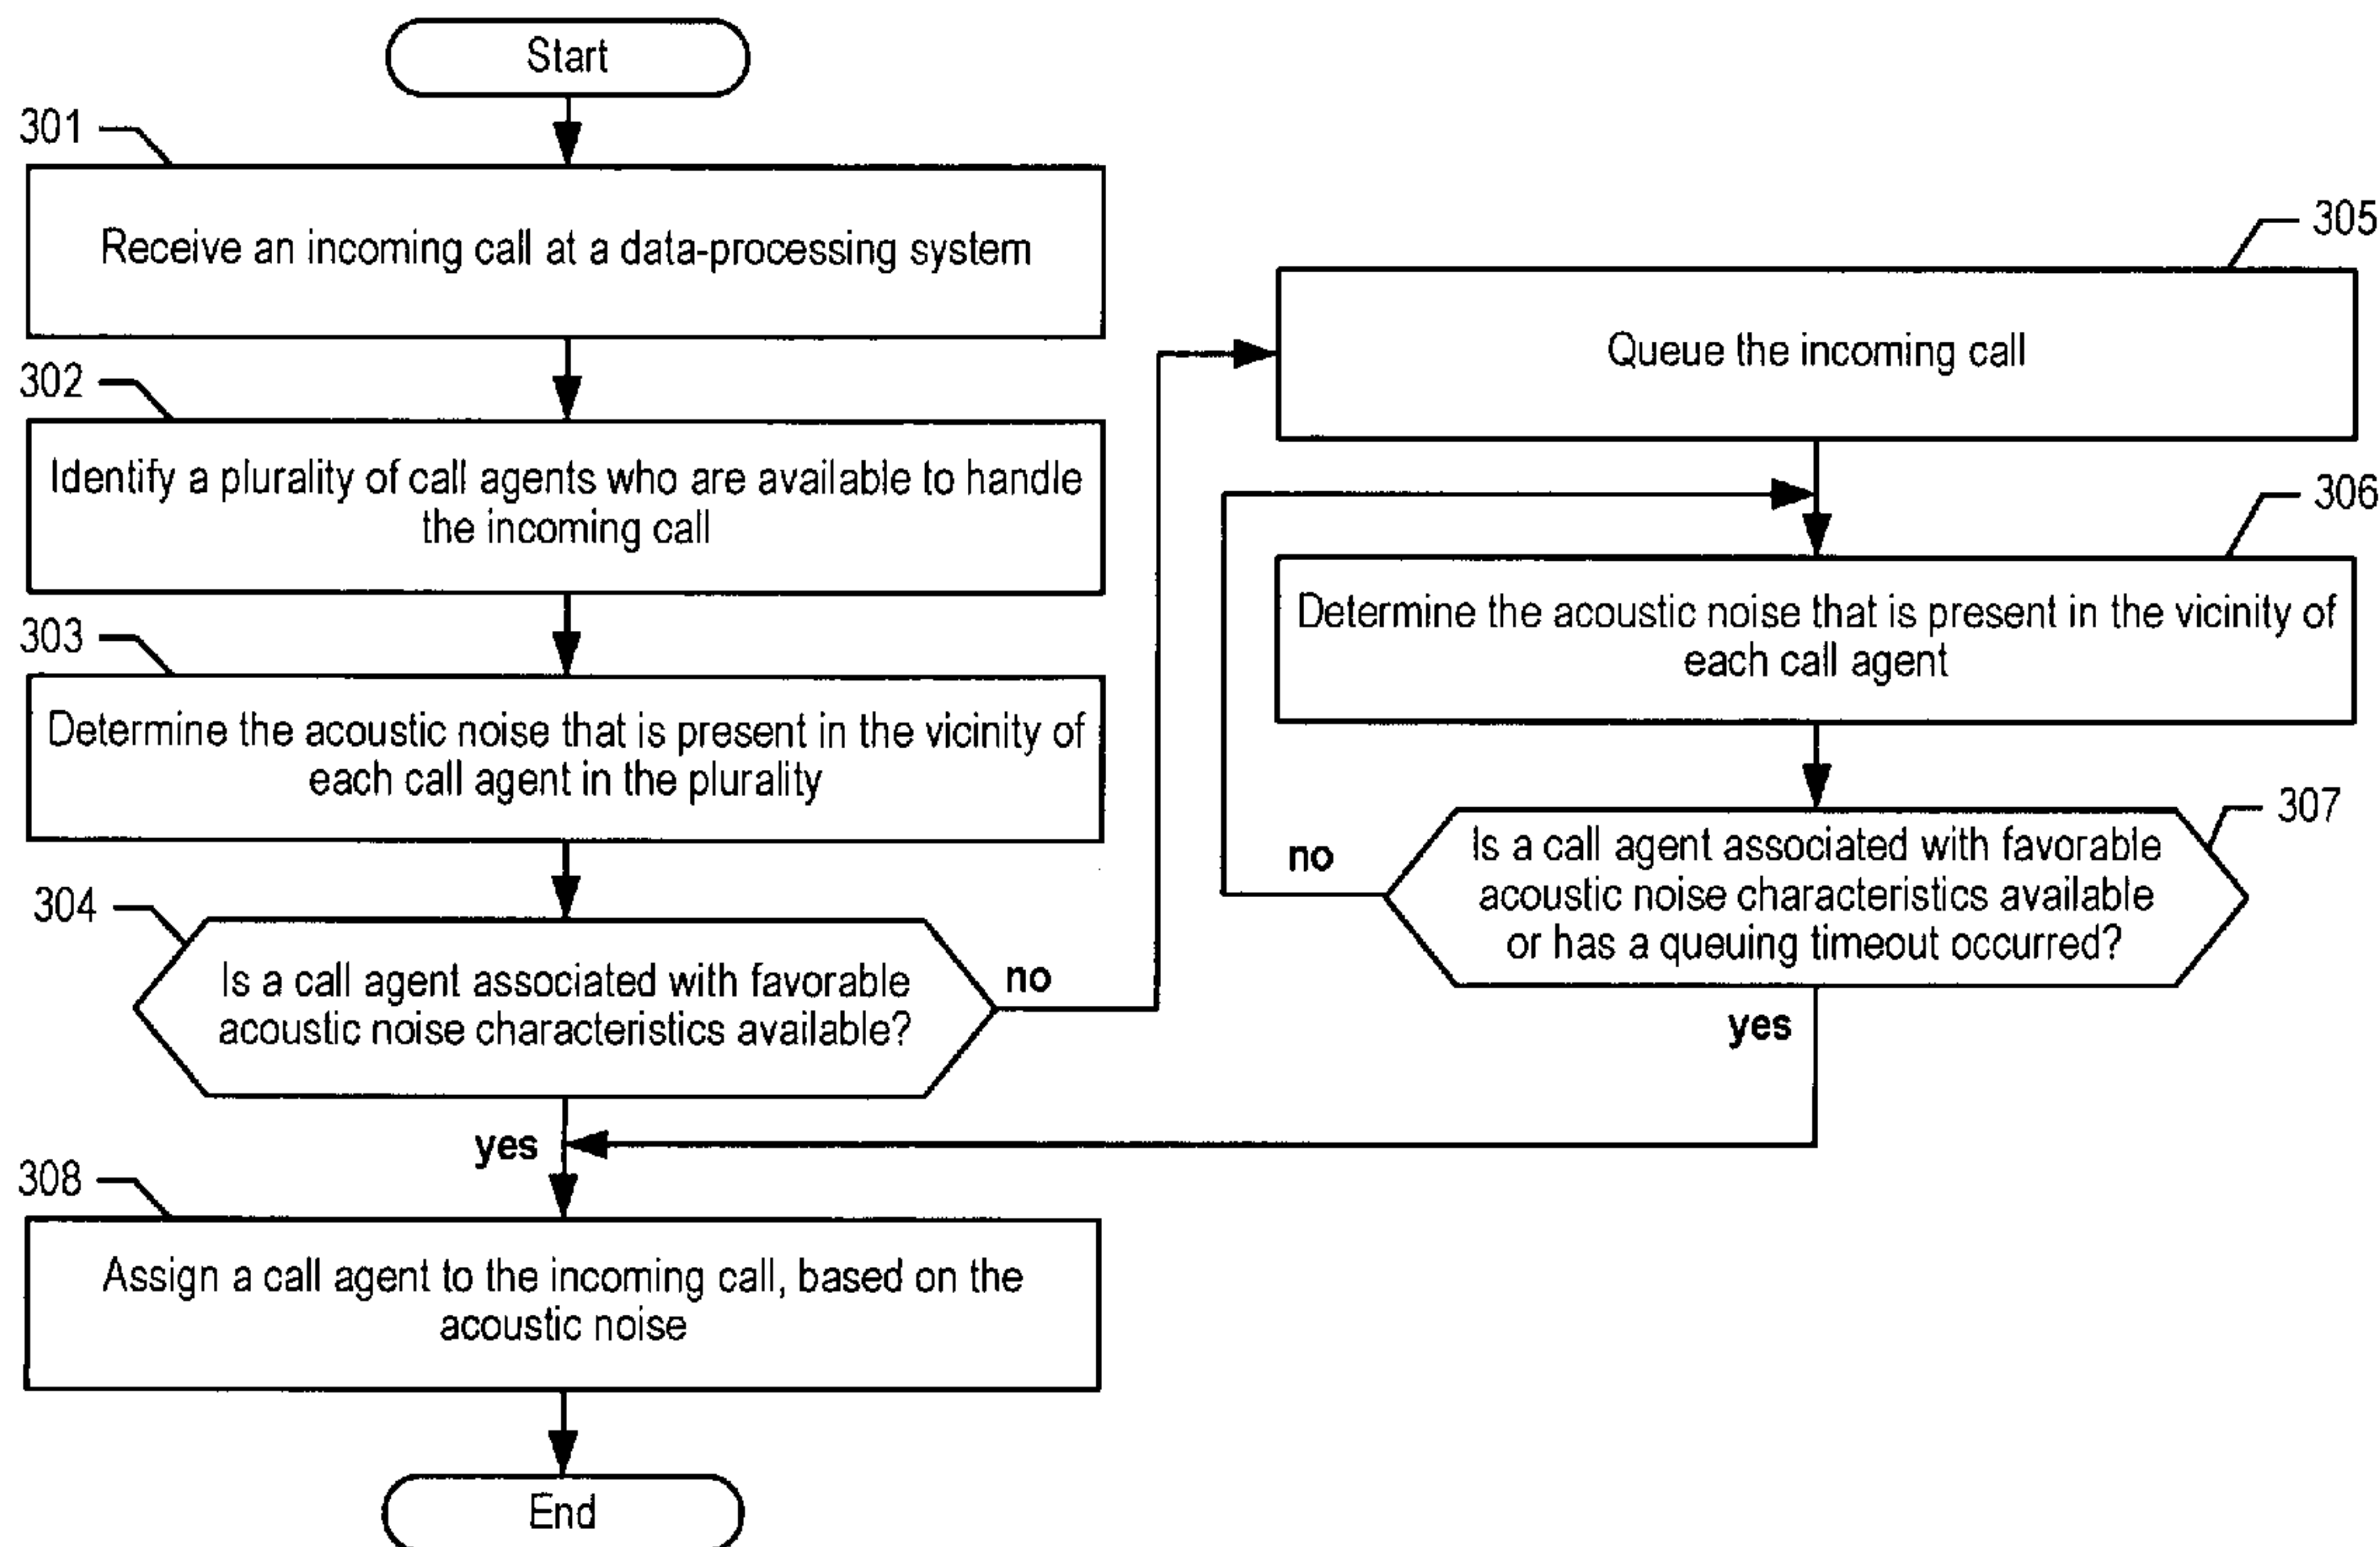 Start
301
Receive an incoming call at a data-processing system
302
Identify a plurality of call agents who are available to handle
the incoming call
303
Determine the acoustic noise that is present in the vicinity of
each call agent in the plurality
304
Is a call agent associated with favorable
acoustic noise characteristics available?
no
yes
305
Queue the incoming call
306
Determine the acoustic noise that is present in the vicinity of
each call agent
307
Is a call agent associated with favorable
acoustic noise characteristics available
or has a queuing timeout occurred?
no
yes
308
Assign a call agent to the incoming call, based on the
acoustic noise
End